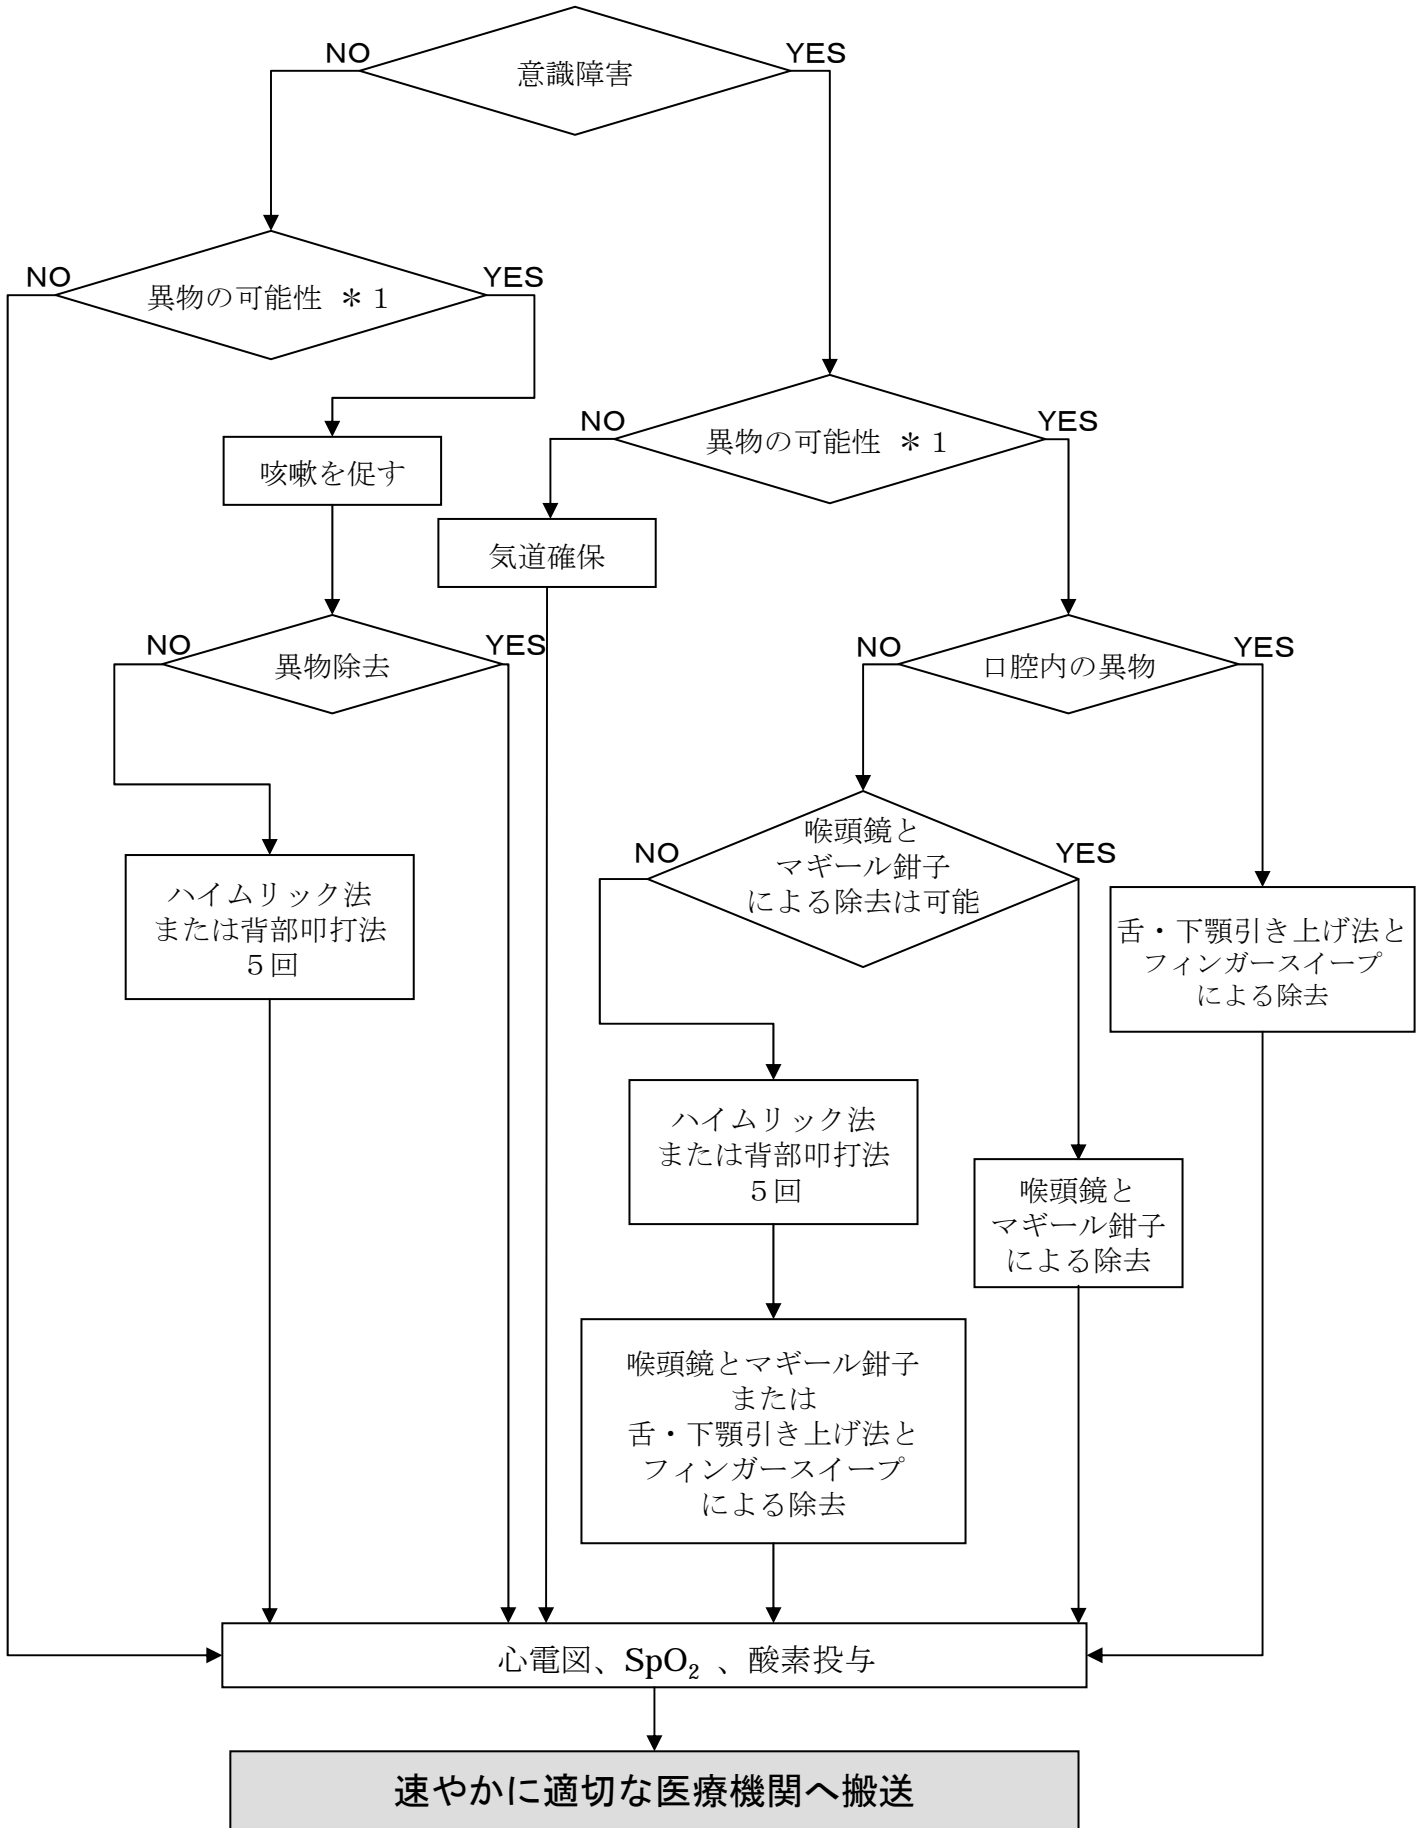 NO
YES
意識障害
NO
YES
異物の可能性 ＊１
NO
YES
異物の可能性 ＊１
咳嗽を促す
気道確保
NO
YES
異物除去
NO
YES
口腔内の異物
NO
YES
喉頭鏡と
マギール鉗子
による除去は可能
ハイムリック法
または背部叩打法
５回
舌・下顎引き上げ法と
フィンガースイープ
による除去
ハイムリック法
または背部叩打法
５回
喉頭鏡と
マギール鉗子
による除去
喉頭鏡とマギール鉗子
または
舌・下顎引き上げ法と
フィンガースイープ
による除去
心電図、SpO₂ 、酸素投与
速やかに適切な医療機関へ搬送